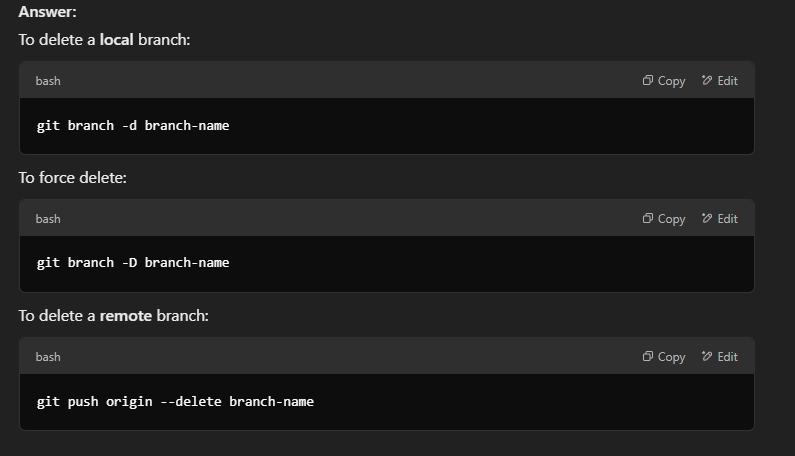 Answer:
To delete a local branch:
bash Copy Edit
git branch -d branch-name
To force delete:
bash Copy Edit
git branch -D branch-name
To delete a remote branch:
bash Copy Edit
git push origin --delete branch-name